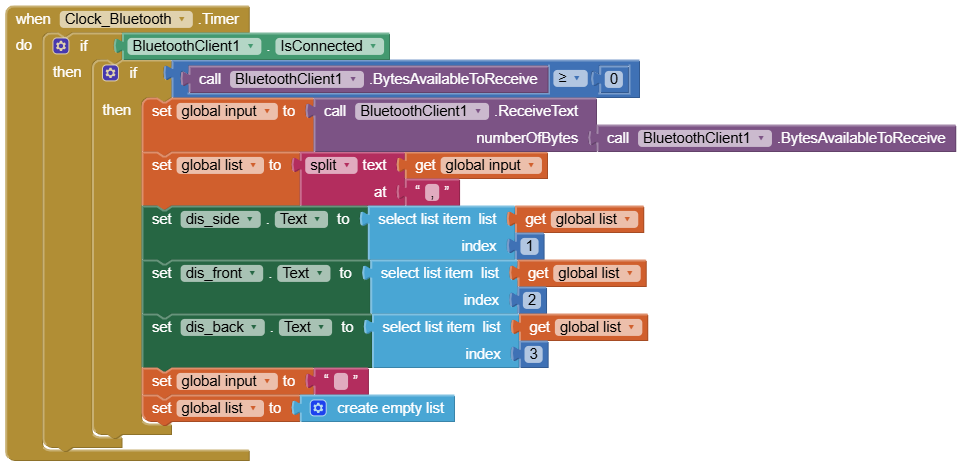 when Clock_Bluetooth .Timer
do if BluetoothClient1 . IsConnected
then if call BluetoothClient1 .BytesAvailableToReceive ≥ 0
then set global input to call BluetoothClient1 .ReceiveText
numberOfBytes call BluetoothClient1 .BytesAvailableToReceive
set global list to split text get global input
at “ , ”
set dis_side . Text to select list item list get global list
index 1
set dis_front . Text to select list item list get global list
index 2
set dis_back . Text to select list item list get global list
index 3
set global input to “ ”
set global list to create empty list